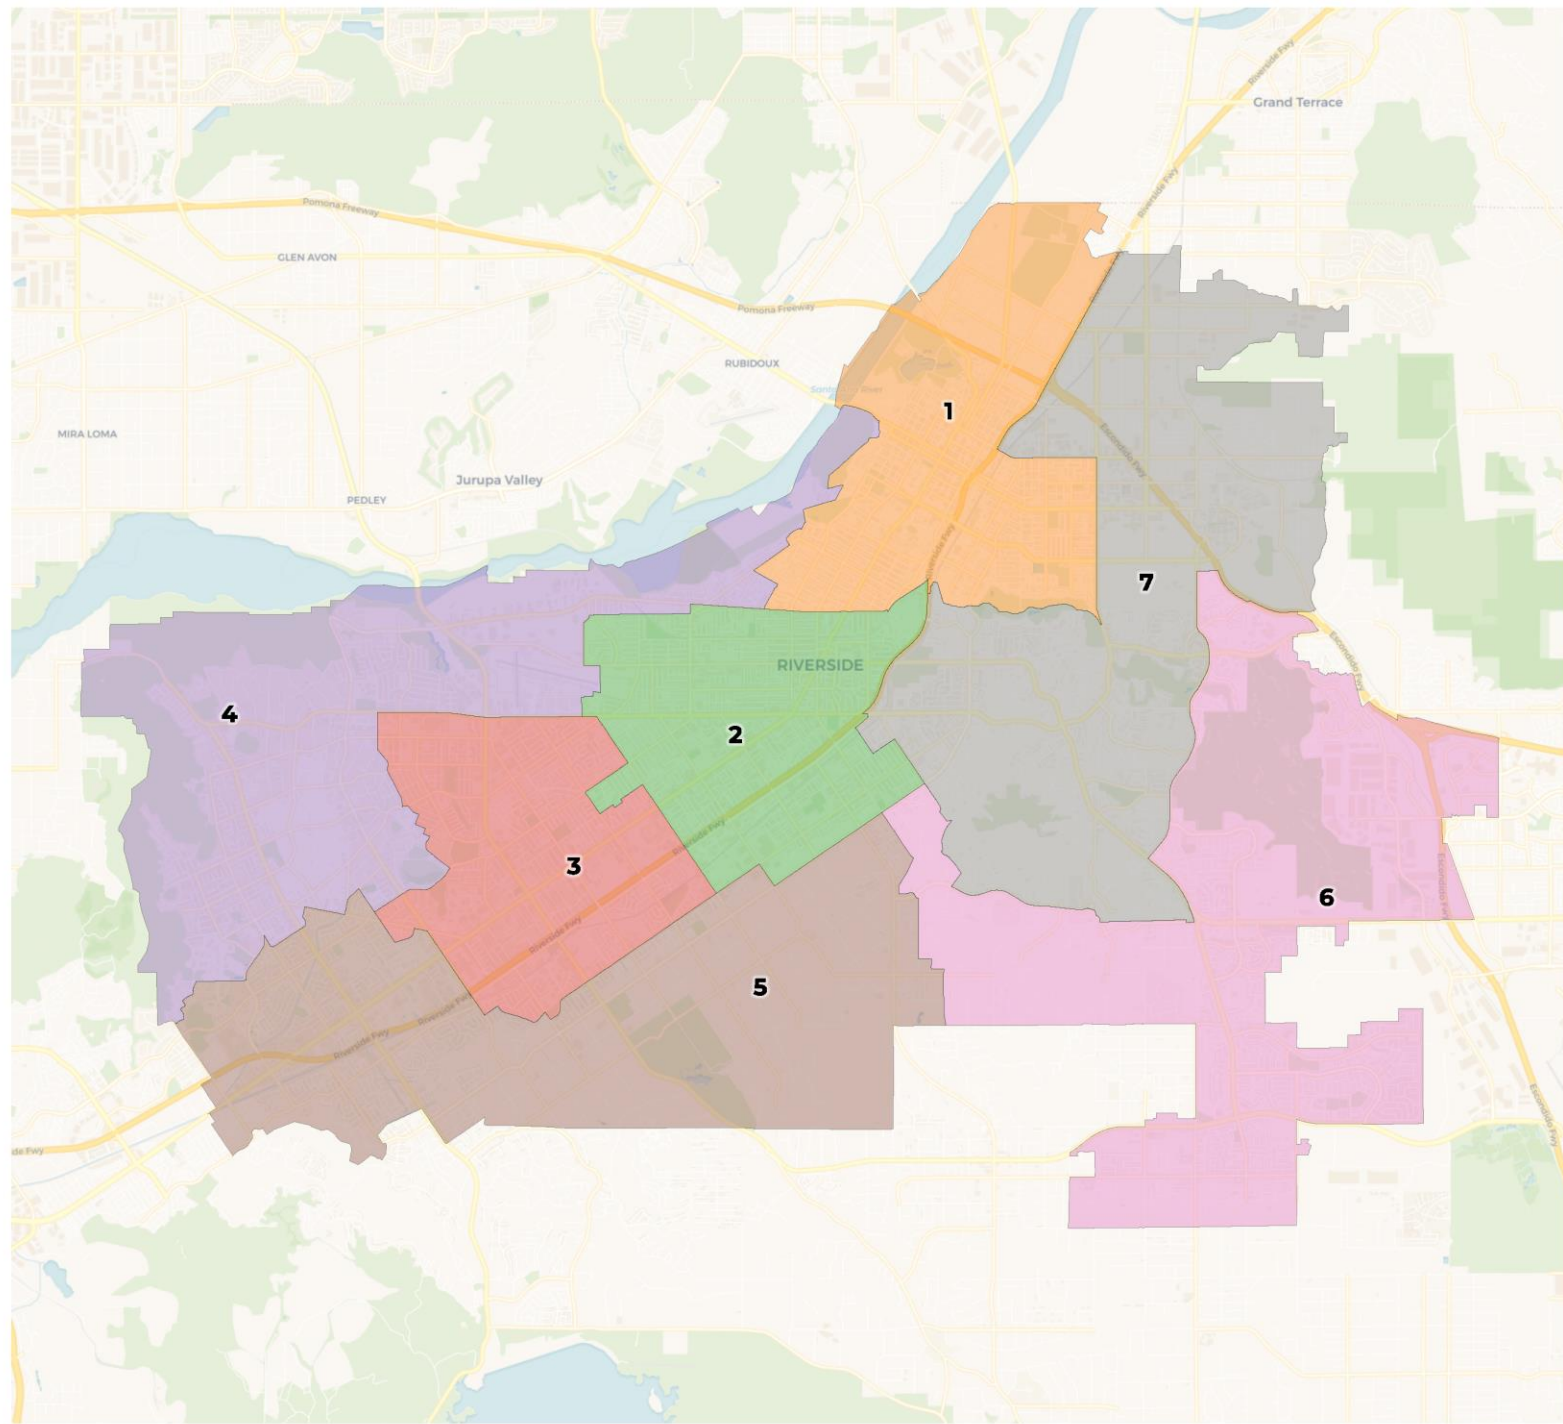 Riverside Fwy
Grand Terrace
Pomona Freeway
Riverside Fwy
GLEN AVON
Pomona Freeway
RUBIDOUX
1
MIRA LOMA
Escondido Fwy
Jurupa Valley
PEDLEY
Riverside Fwy
7
Escondido Fwy
RIVERSIDE
4
2
Riverside Fwy
3
Escondido Fwy
6
Riverside Fwy
5
Riverside Fwy
Riverside Fwy
Escondido Fwy